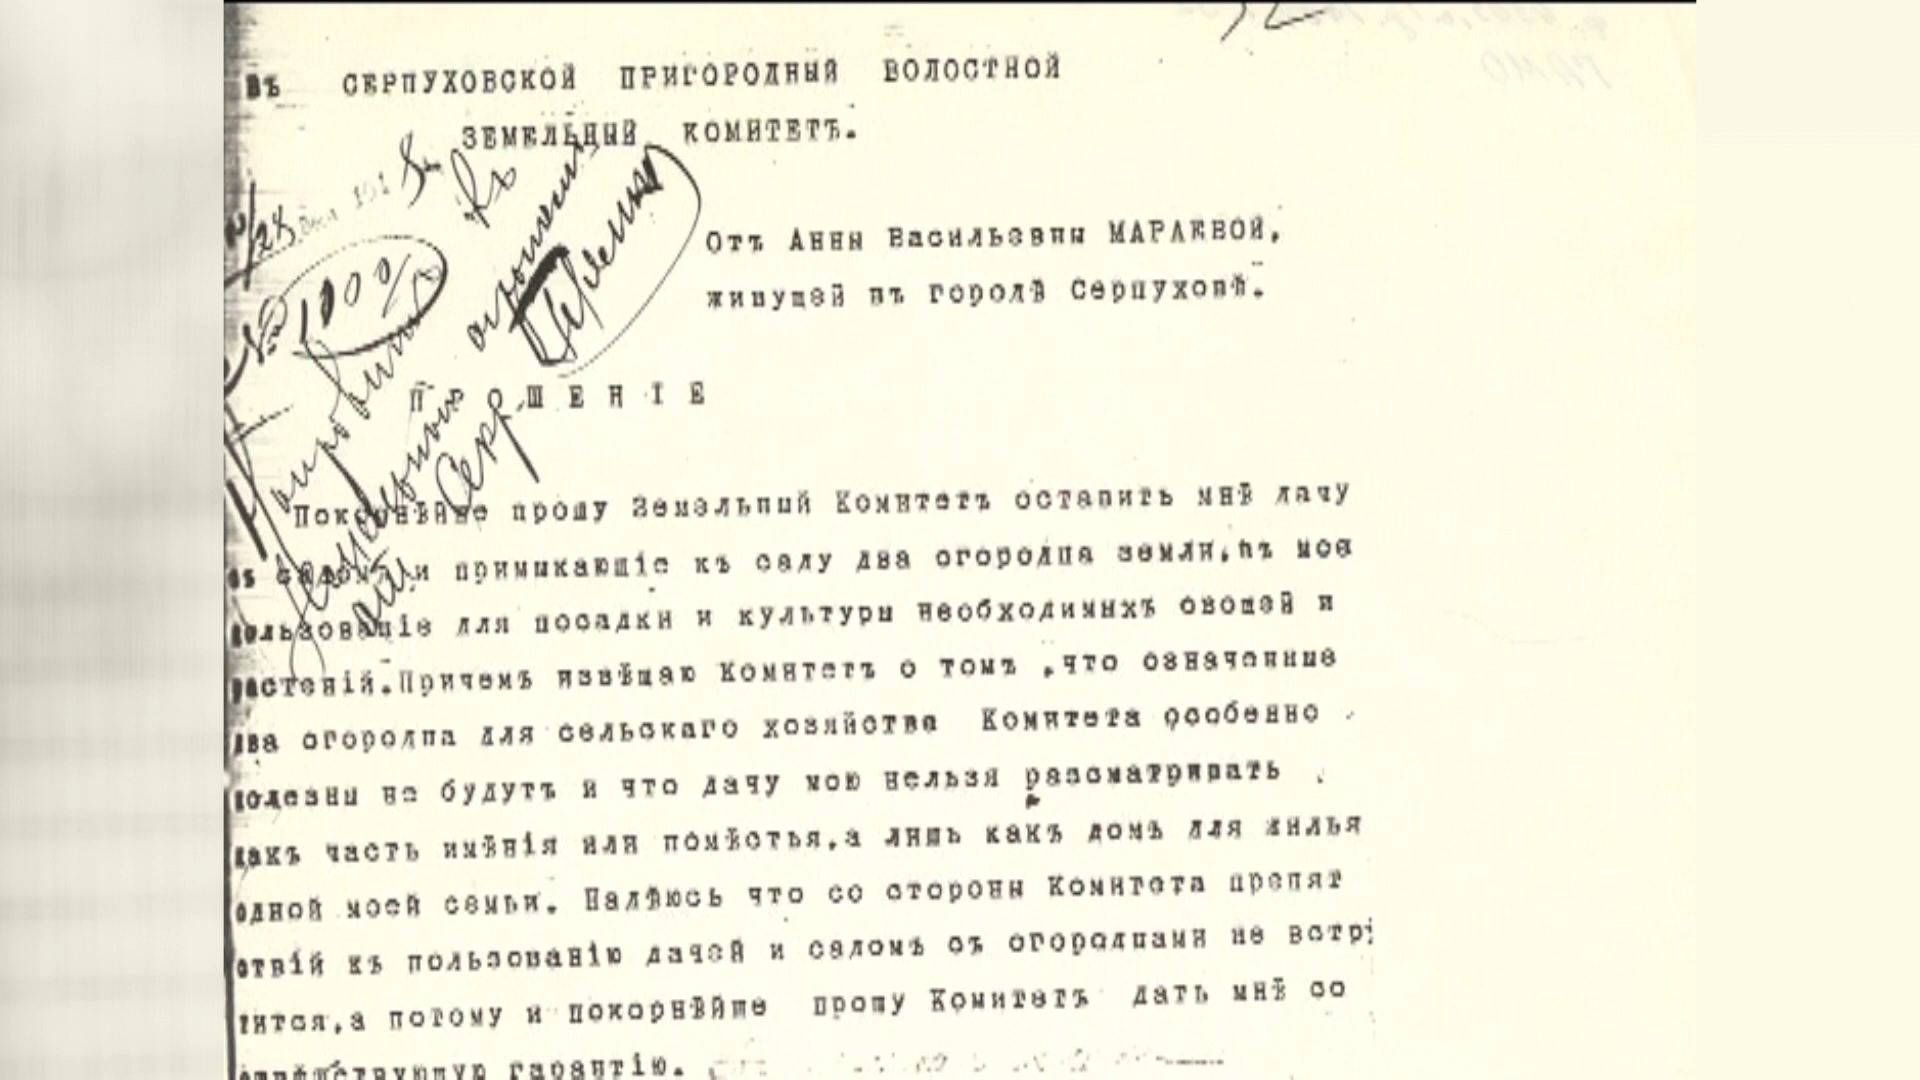 Въ СЕРПУХОВСКОЙ ПРИГОРОДНЫЙ ВОЛОСТНОЙ
ЗЕМЕЛЬНЫЙ КОМИТЕТЪ.
Отъ Анны Васильевны МАРАЕВОЙ,
живущей въ городѣ Серпуховѣ.
№ 1000/
ПРОШЕНІЕ
Покорнѣйше прошу Земельный Комитетъ оставить мнѣ дачу
съ садомъ и примыкающіе къ саду два огородца земли,въ мое
пользованіе для посадки и культуры необходимыхъ овощей и
растеній.Причемъ извѣщаю Комитетъ о томъ ,что означенные
два огородца для сельскаго хозяйства Комитета особенно
полезны не будутъ и что дачу мою нельзя разсматривать
какъ часть имѣнія или помѣстья,а лишь какъ домъ для жилья
одной моей семьи. Надѣюсь что со стороны Комитета препят
ствій къ пользованію дачей и садомъ съ огородцами не встрѣ
тится,а потому и покорнѣйше прошу Комитетъ дать мнѣ со
отвѣтствующую гарантію.